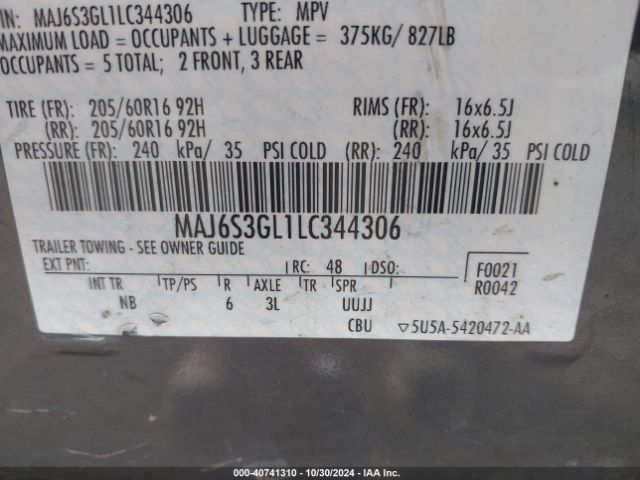 IN: MAJ6S3GL1LC344306 TYPE: MPV
MAXIMUM LOAD = OCCUPANTS + LUGGAGE = 375KG/ 827LB
OCCUPANTS = 5 TOTAL; 2 FRONT, 3 REAR
TIRE (FR): 205/60R16 92H RIMS (FR): 16x6.5J
(RR): 205/60R16 92H (RR): 16x6.5J
PRESSURE (FR): 240 kPa/ 35 PSI COLD (RR): 240 kPa/ 35 PSI COLD
MAJ6S3GL1LC344306
TRAILER TOWING - SEE OWNER GUIDE
EXT PNT: RC: 48 DSO: F0021
INT TR TP/PS R AXLE TR SPR R0042
NB 6 3L UUJJ
CBU ▽5U5A-5420472-AA
000-40741310 - 10/30/2024 - IAA Inc.